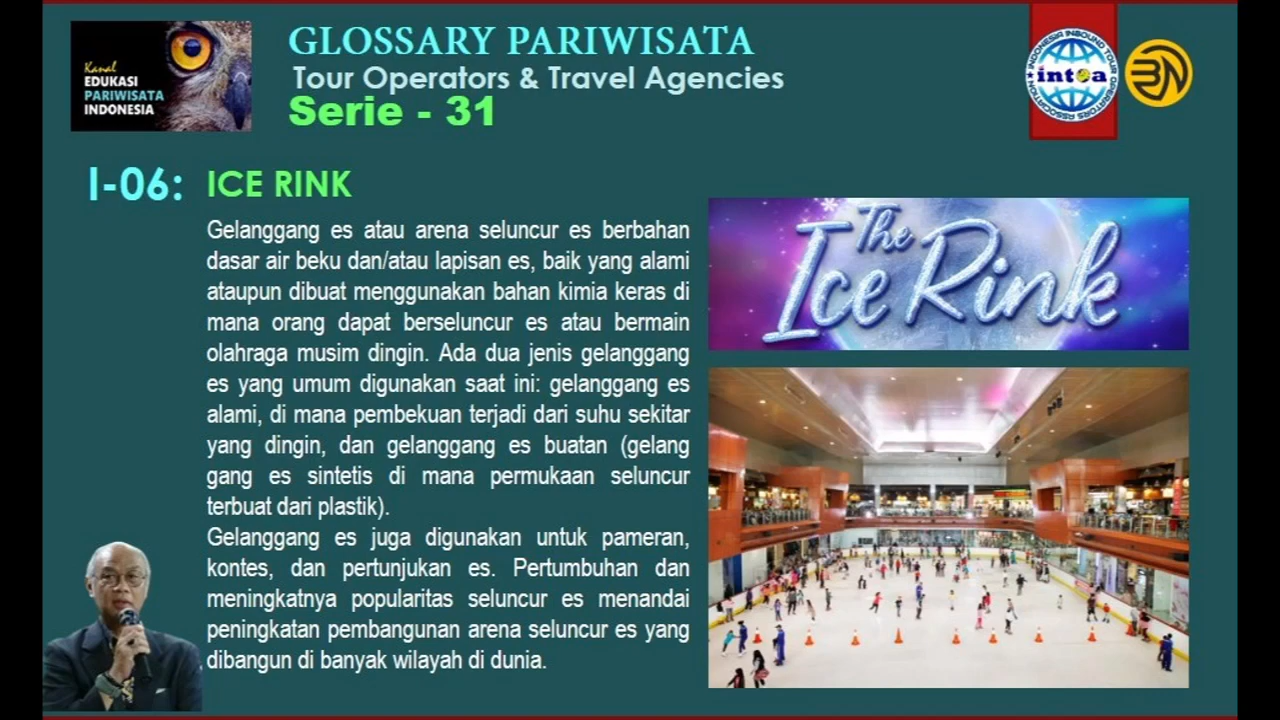 Kanal
EDUKASI
PARIWISATA
INDONESIA
GLOSSARY PARIWISATA
Tour Operators & Travel Agencies
Serie - 31
INDONESIA INBOUND TOUR OPERATORS ASSOCIATION
intoa
BN
I-06: ICE RINK
Gelanggang es atau arena seluncur es berbahan
dasar air beku dan/atau lapisan es, baik yang alami
ataupun dibuat menggunakan bahan kimia keras di
mana orang dapat berseluncur es atau bermain
olahraga musim dingin. Ada dua jenis gelanggang
es yang umum digunakan saat ini: gelanggang es
alami, di mana pembekuan terjadi dari suhu sekitar
yang dingin, dan gelanggang es buatan (gelang
gang es sintetis di mana permukaan seluncur
terbuat dari plastik).
Gelanggang es juga digunakan untuk pameran,
kontes, dan pertunjukan es. Pertumbuhan dan
meningkatnya popularitas seluncur es menandai
peningkatan pembangunan arena seluncur es yang
dibangun di banyak wilayah di dunia.
The
Ice Rink